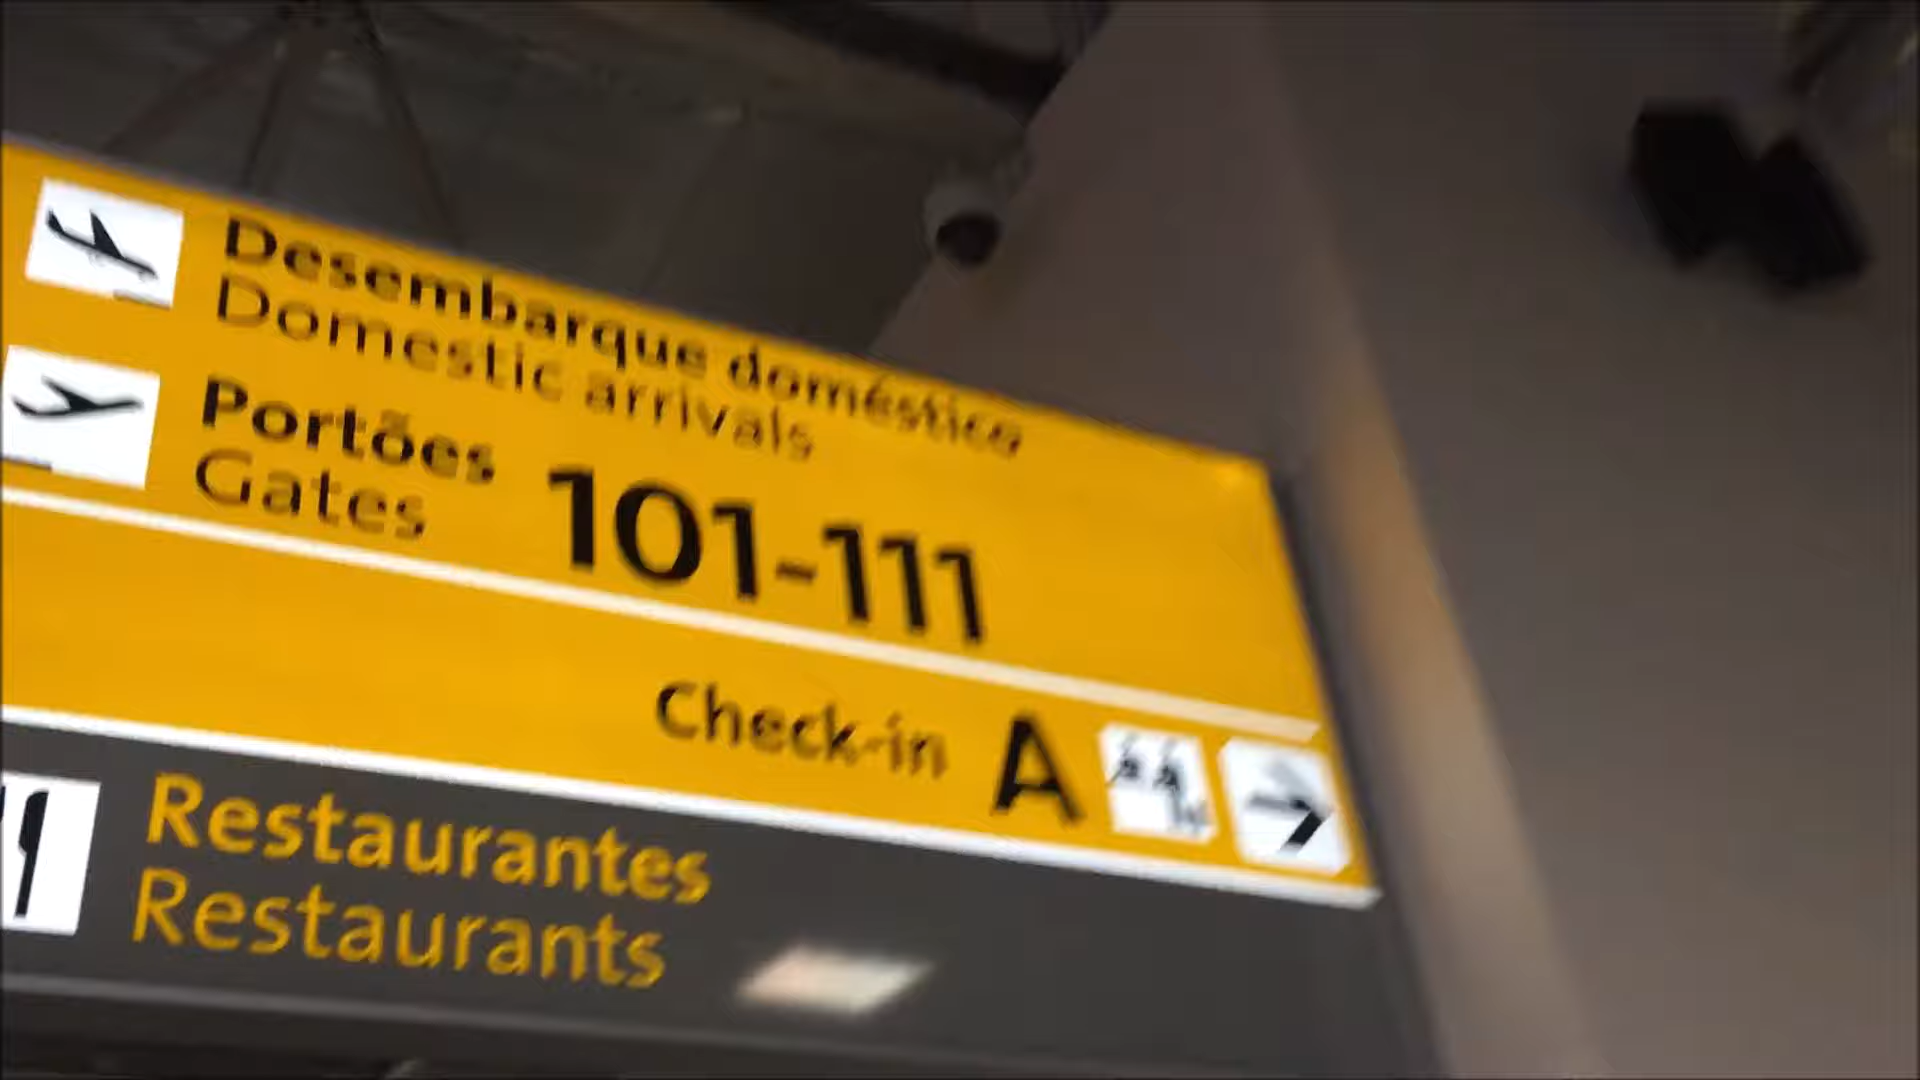 Desembarque doméstico
Domestic arrivals
Portões
Gates
101-111
Check-in A
Restaurantes
Restaurants